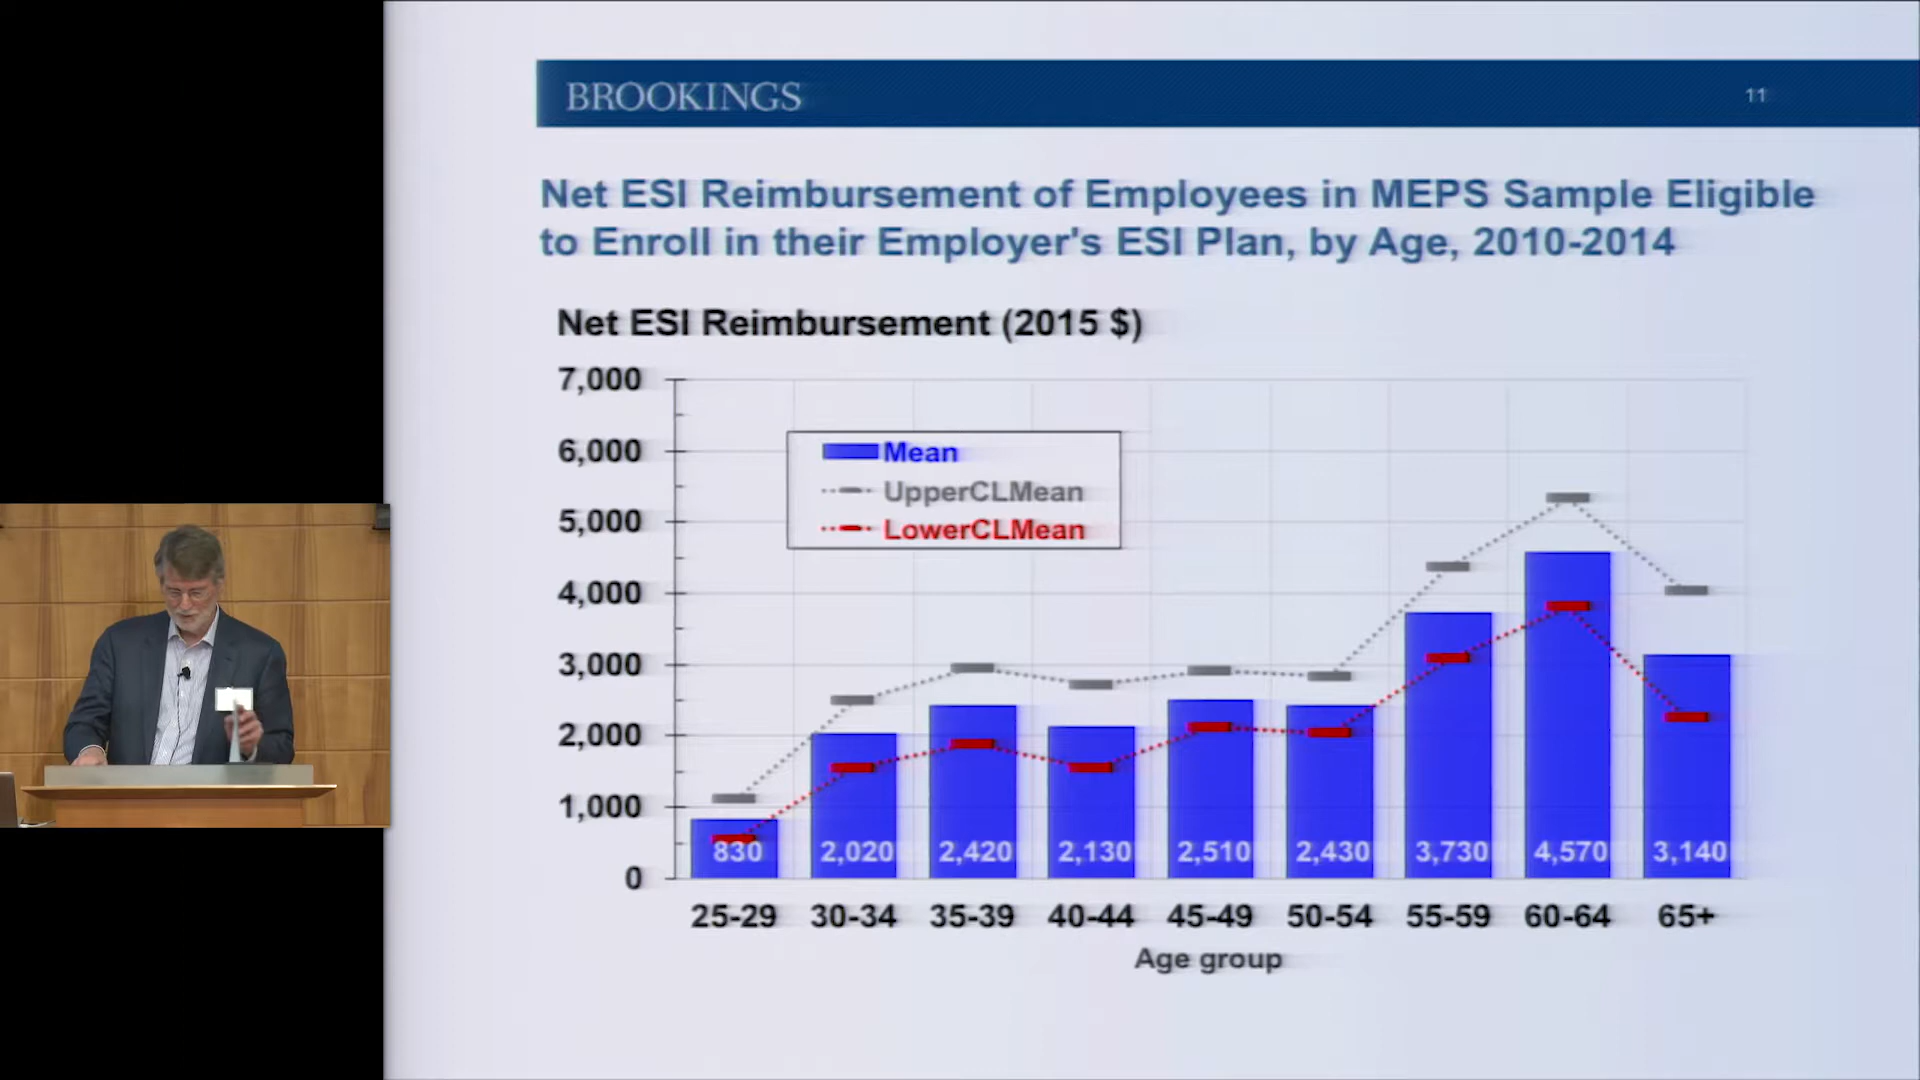 BROOKINGS
11
Net ESI Reimbursement of Employees in MEPS Sample Eligible
to Enroll in their Employer's ESI Plan, by Age, 2010-2014
Net ESI Reimbursement (2015 $)
7,000
6,000
5,000
4,000
3,000
2,000
1,000
0
Mean
UpperCLMean
LowerCLMean
830 2,020 2,420 2,130 2,510 2,430 3,730 4,570 3,140
25-29 30-34 35-39 40-44 45-49 50-54 55-59 60-64 65+
Age group